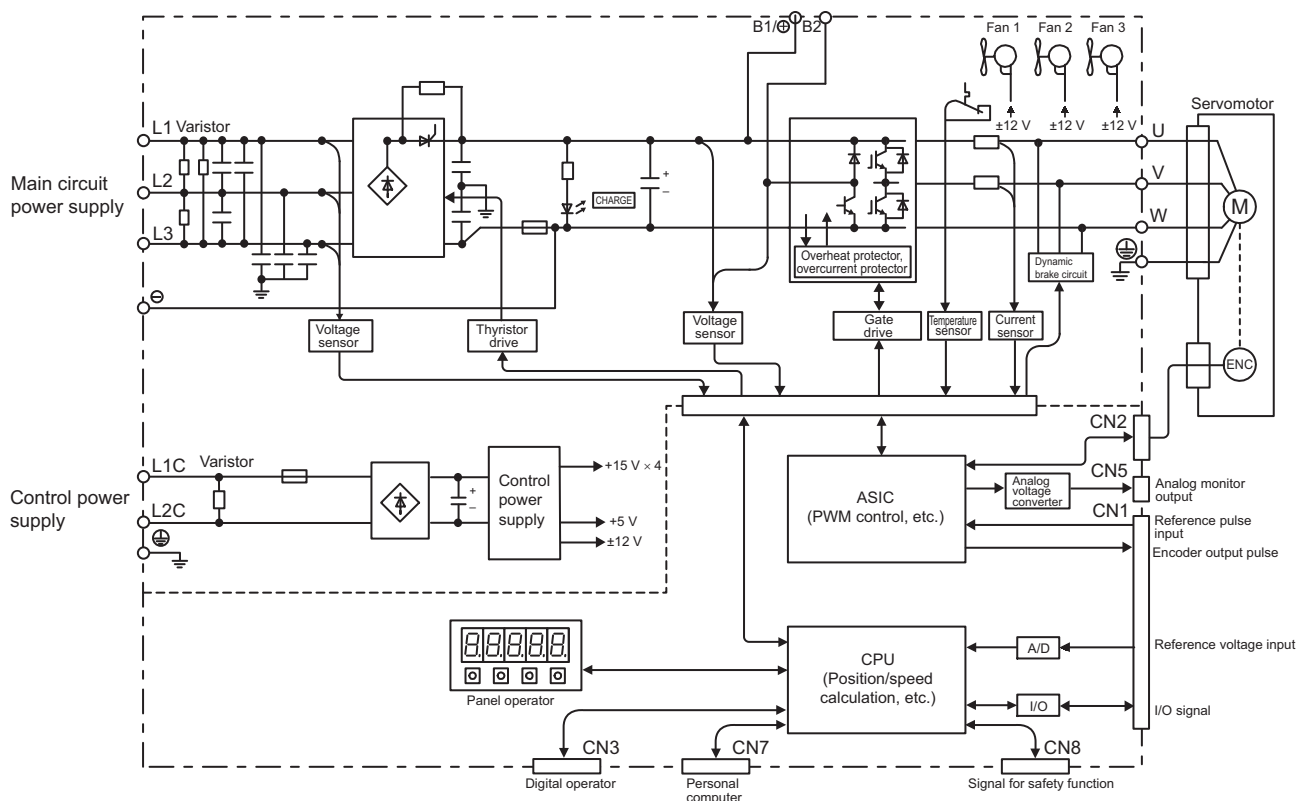 B1/⊕ B2
Fan 1 Fan 2 Fan 3
±12 V ±12 V ±12 V
Servomotor
L1 Varistor
U
Main circuit
power supply
L2
CHARGE
+
–
V
M
L3
W
Overheat protector,
overcurrent protector
Dynamic
brake circuit
⊖
Voltage
sensor
Thyristor
drive
Voltage
sensor
Gate
drive
Temperature
sensor
Current
sensor
ENC
CN2
L1C Varistor
+15 V × 4
Control power
supply
+
–
Control
power
supply
ASIC
(PWM control, etc.)
Analog
voltage
converter
CN5
Analog monitor
output
L2C
+5 V
±12 V
CN1
Reference pulse
input
Encoder output pulse
8.8.8.8.8.
Panel operator
CPU
(Position/speed
calculation, etc.)
A/D
Reference voltage input
I/O
I/O signal
CN3
Digital operator
CN7
Personal
computer
CN8
Signal for safety function